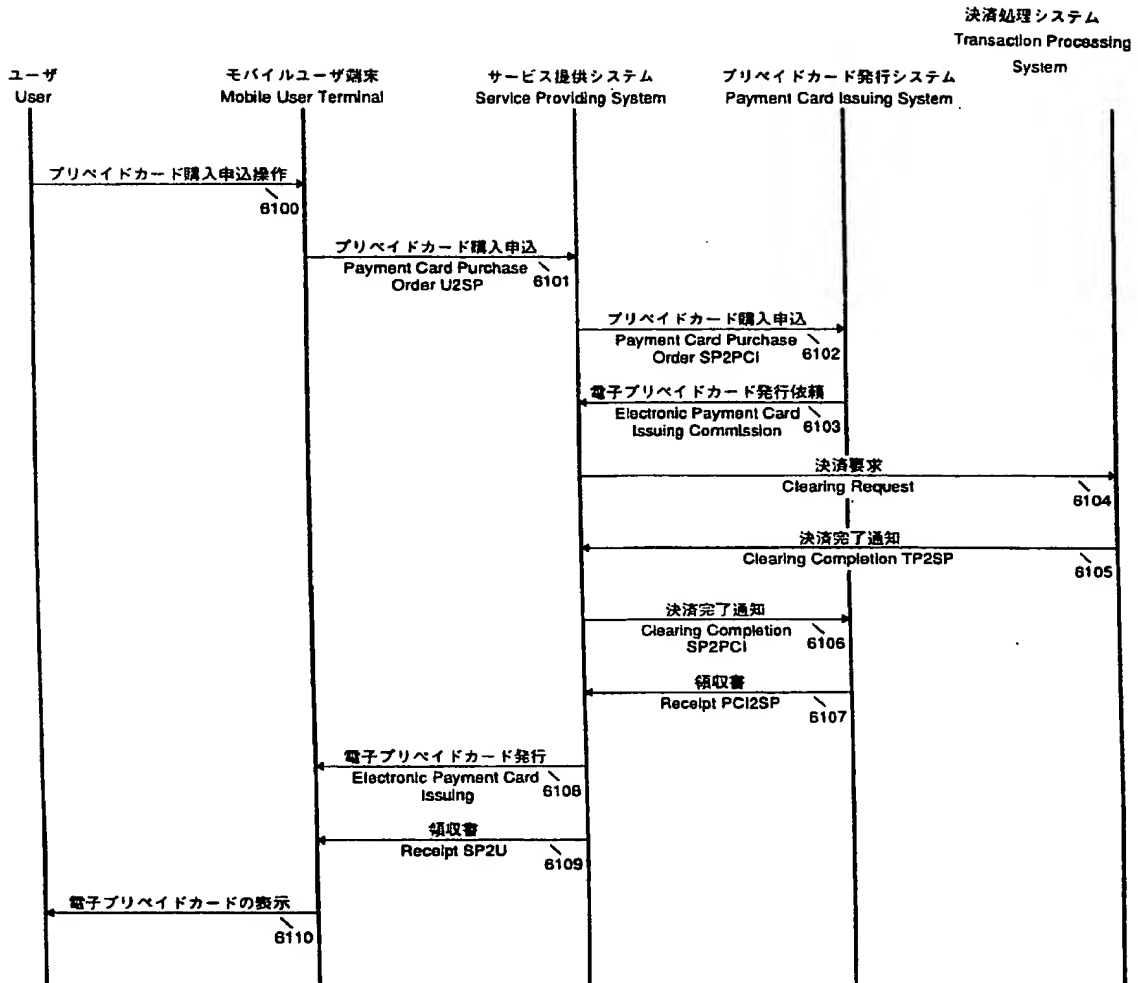 決済処理システム
Transaction Processing
System
ユーザ
User
モバイルユーザ端末
Mobile User Terminal
サービス提供システム
Service Providing System
プリペイドカード発行システム
Payment Card Issuing System
プリペイドカード購入申込操作
6100
プリペイドカード購入申込
Payment Card Purchase
Order U2SP
6101
プリペイドカード購入申込
Payment Card Purchase
Order SP2PCI
6102
電子プリペイドカード発行依頼
Electronic Payment Card
Issuing Commission
6103
決済要求
Clearing Request
6104
決済完了通知
Clearing Completion TP2SP
6105
決済完了通知
Clearing Completion
SP2PCI
6106
領収書
Receipt PCI2SP
6107
電子プリペイドカード発行
Electronic Payment Card
Issuing
6108
領収書
Receipt SP2U
6109
電子プリペイドカードの表示
6110